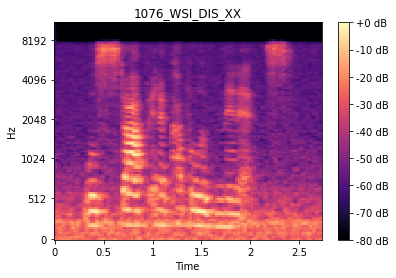 1076_WSI_DIS_XX
+0 dB
8192
-10 dB
4096
-20 dB
-30 dB
2048
-40 dB
Hz
1024
-50 dB
512
-60 dB
-70 dB
0
-80 dB
0
0.5
1
1.5
2
2.5
Time